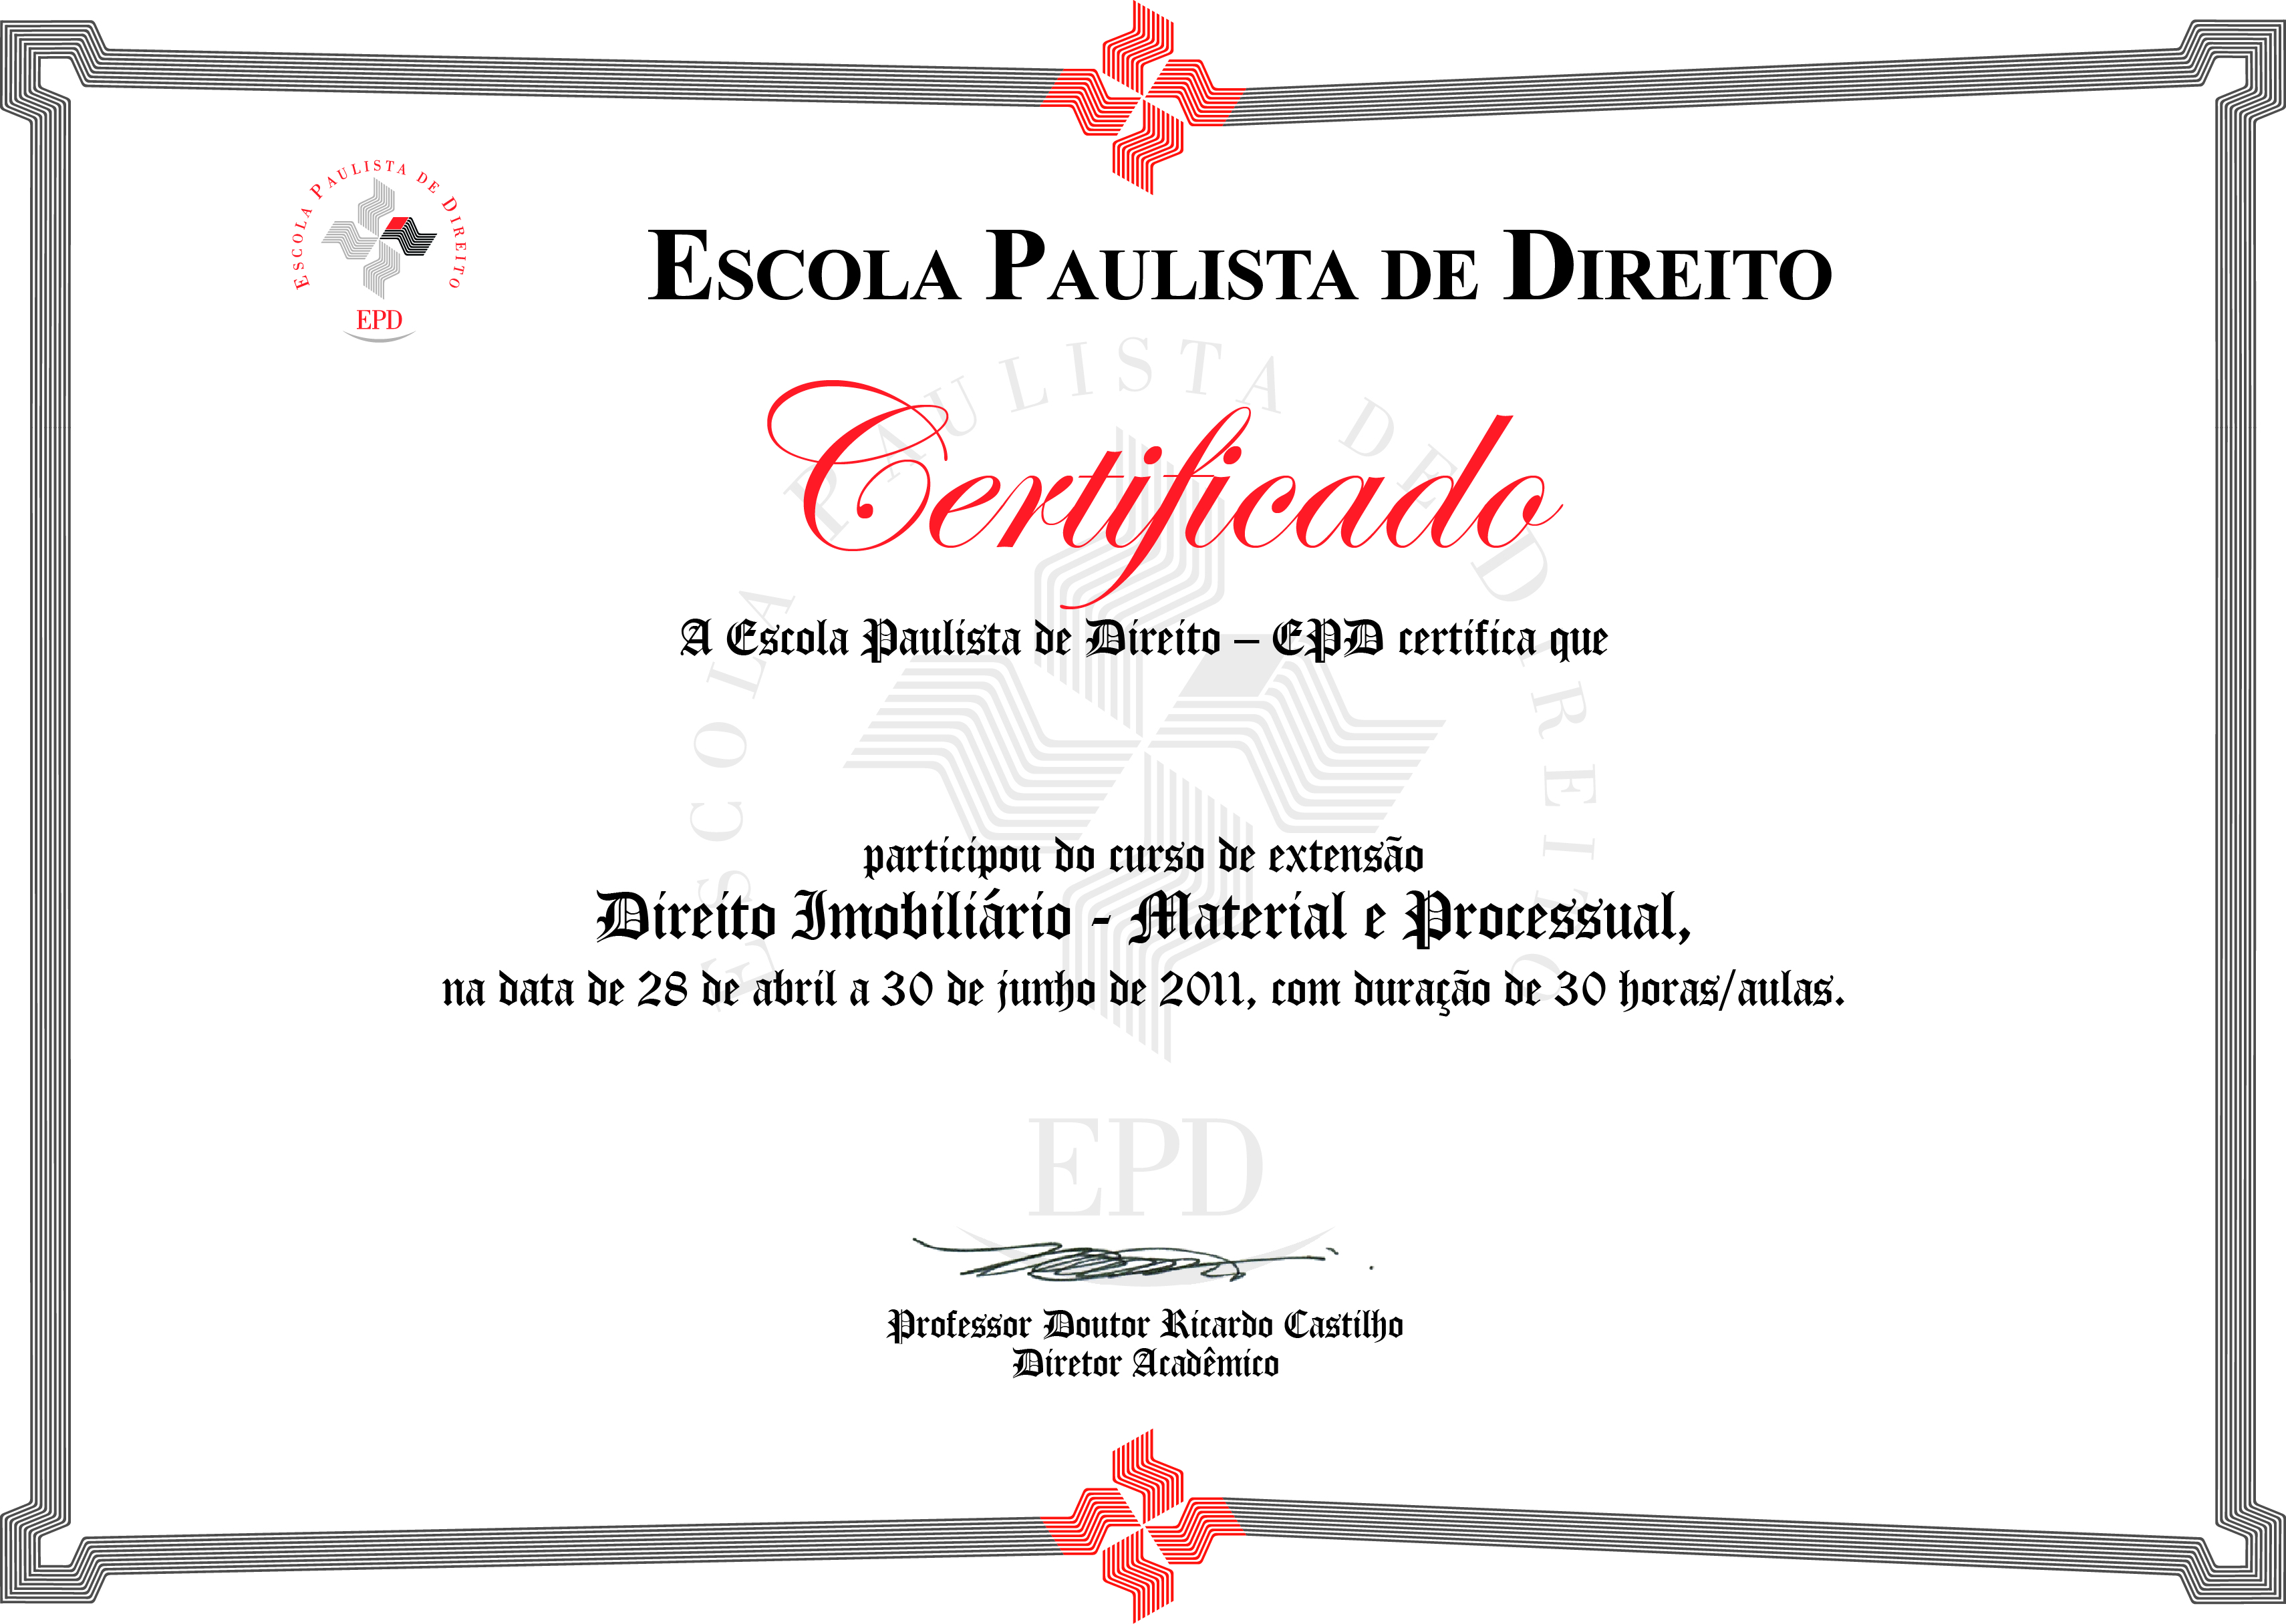 ESCOLA PAULISTA DE DIREITO
EPD
ESCOLA PAULISTA DE DIREITO
Certificado
ESCOLA PAULISTA DE DIREITO
A Escola Paulista de Direito – EPD certifica que
participou do curso de extensão
Direito Imobiliário - Material e Processual,
na data de 28 de abril a 30 de junho de 2011, com duração de 30 horas/aulas.
EPD
Professor Doutor Ricardo Castilho
Diretor Acadêmico